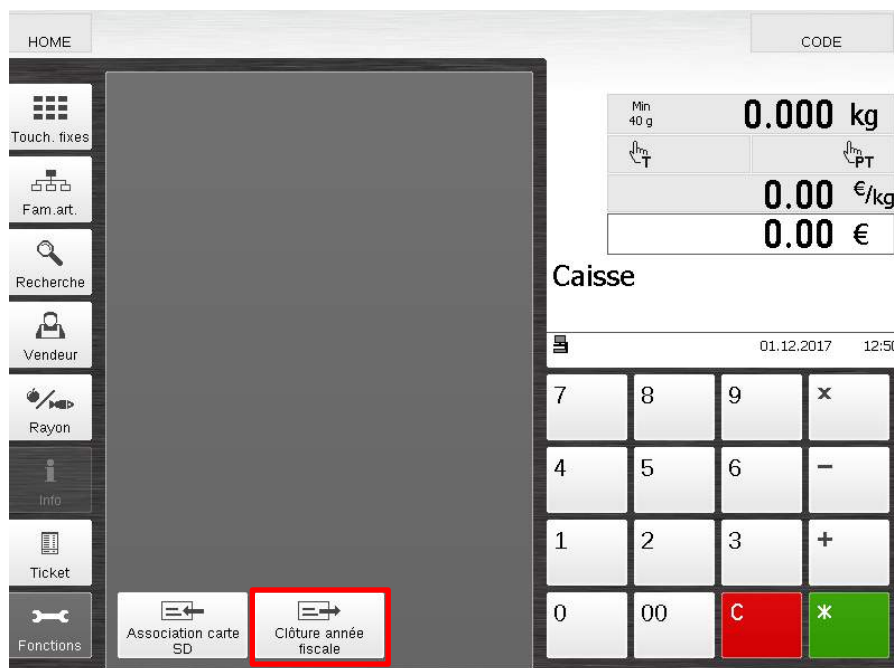 HOME
CODE
Touch. fixes
Fam.art.
Recherche
Vendeur
Rayon
Info
Ticket
Fonctions
Association carte
SD
Clôture année
fiscale
Min
40 g
0.000 kg
T
PT
0.00 €/kg
0.00 €
Caisse
01.12.2017 12:50
7 8 9 x
4 5 6 −
1 2 3 +
0 00 C *